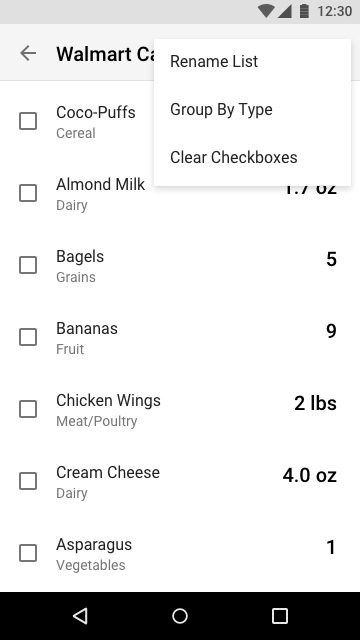 12:30
Walmart
Rename List
Group By Type
Clear Checkboxes
Coco-Puffs
Cereal
Almond Milk
1.7 oz
Dairy
Bagels
5
Grains
Bananas
9
Fruit
Chicken Wings
2 lbs
Meat/Poultry
Cream Cheese
4.0 oz
Dairy
Asparagus
1
Vegetables